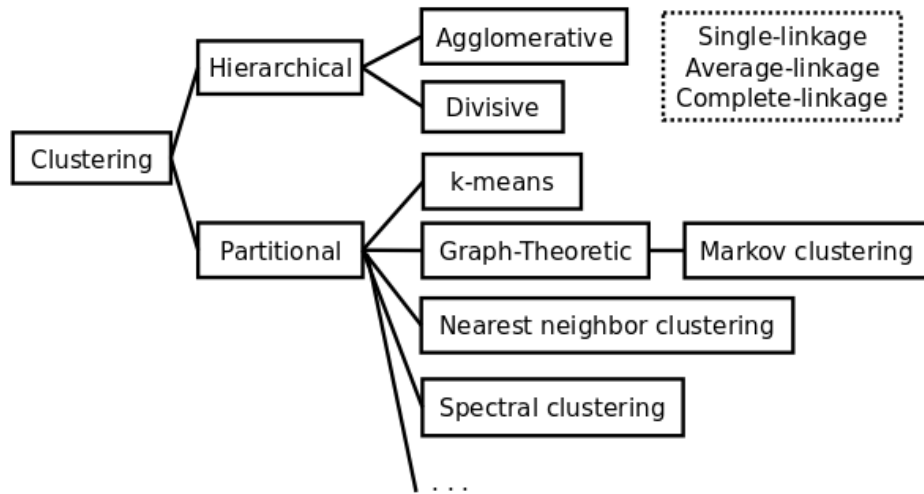 Clustering
Hierarchical
Agglomerative
Divisive
Single-linkage
Average-linkage
Complete-linkage
Partitional
k-means
Graph-Theoretic
Markov clustering
Nearest neighbor clustering
Spectral clustering
. . .